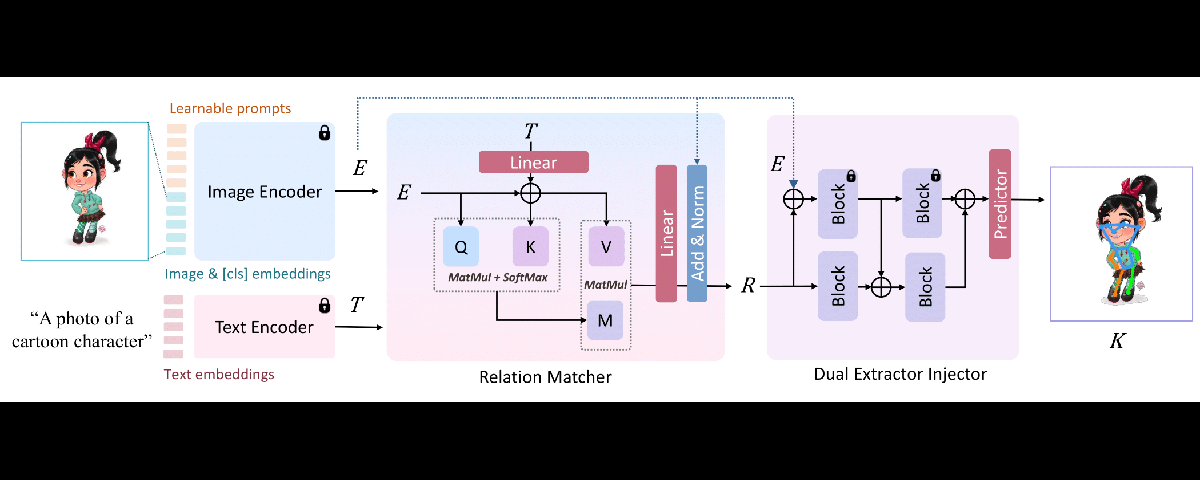 Learnable prompts
Image Encoder
Image & [cls] embeddings
“A photo of a
cartoon character”
Text Encoder
Text embeddings
E
T
E
T
Linear
Q
K
V
MatMul + SoftMax
MatMul
M
Linear
Add & Norm
Relation Matcher
R
E
Block
Block
Block
Block
Predictor
Dual Extractor Injector
K